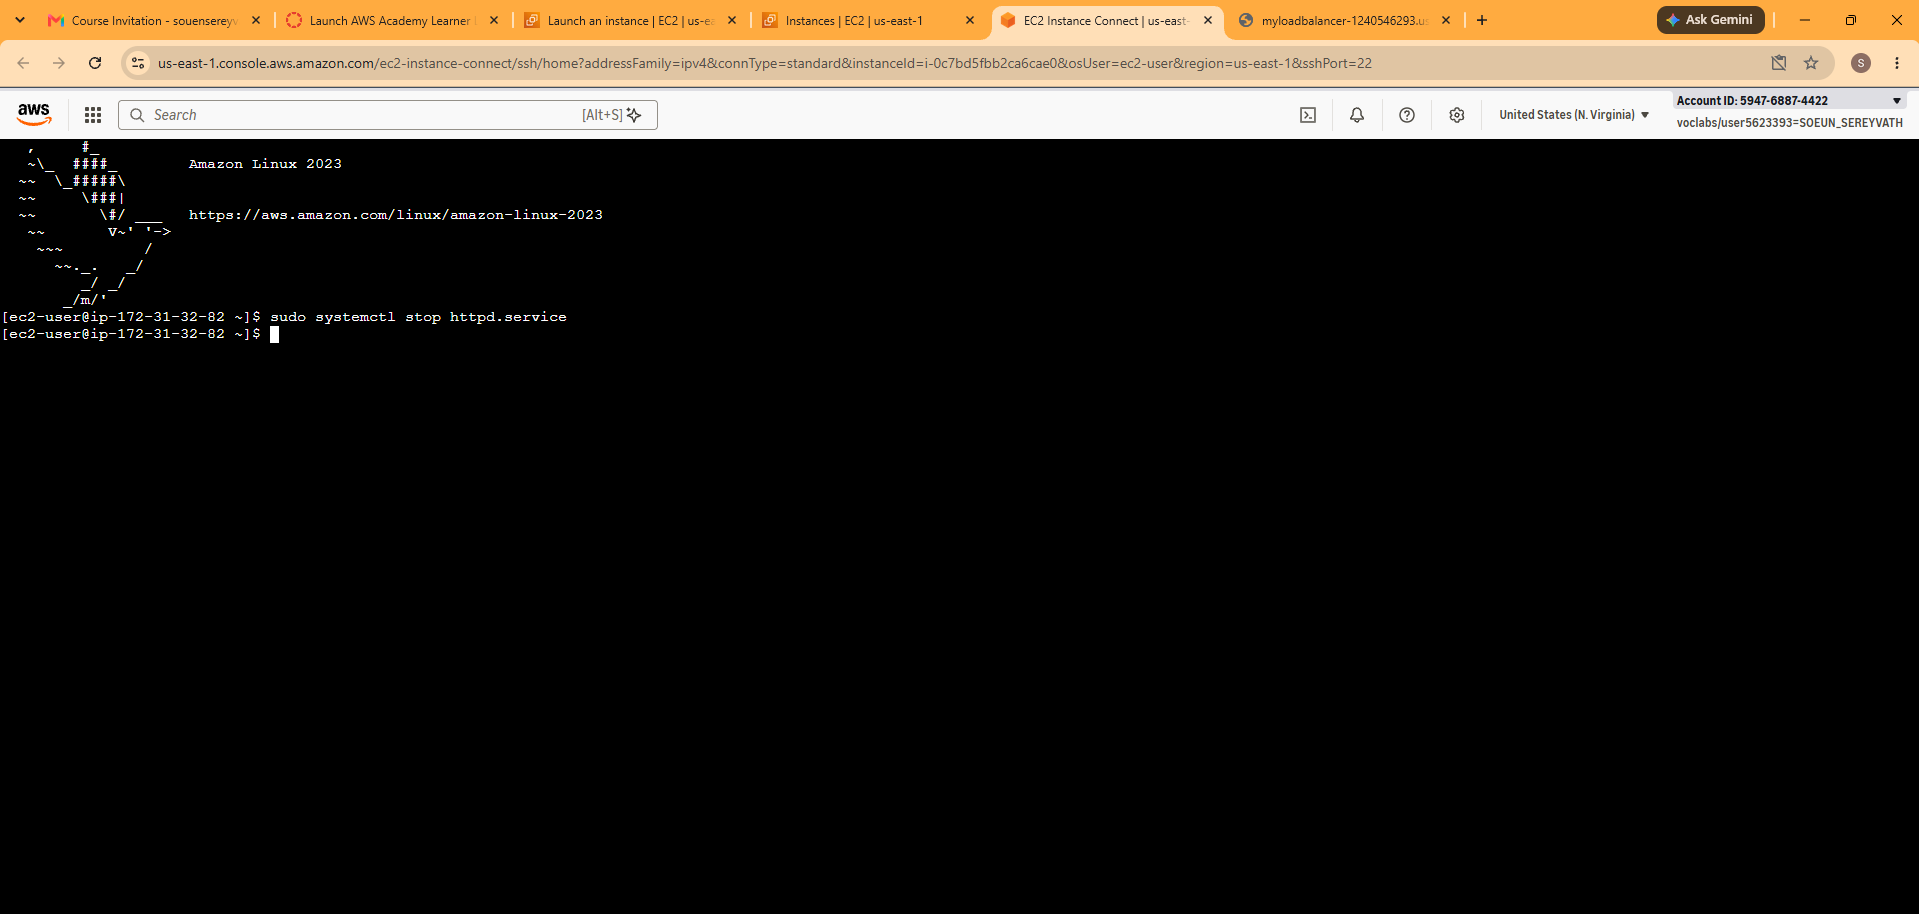 Course Invitation - souensereyv
Launch AWS Academy Learner
Launch an instance | EC2 | us-ea
Instances | EC2 | us-east-1
EC2 Instance Connect | us-east-
myloadbalancer-1240546293.us
Ask Gemini
us-east-1.console.aws.amazon.com/ec2-instance-connect/ssh/home?addressFamily=ipv4&connType=standard&instanceId=i-0c7bd5fbb2ca6cae0&osUser=ec2-user&region=us-east-1&sshPort=22
S
aws
Search
[Alt+S]
United States (N. Virginia)
Account ID: 5947-6887-4422
voclabs/user5623393=SOEUN_SEREYVATH
   ,     #_
   ~\_  ####_        Amazon Linux 2023
  ~~  \_#####\
  ~~     \###|
  ~~       \#/ ___   https://aws.amazon.com/linux/amazon-linux-2023
   ~~       V~' '->
    ~~~         /
      ~~._.   _/
         _/ _/
       _/m/'
[ec2-user@ip-172-31-32-82 ~]$ sudo systemctl stop httpd.service
[ec2-user@ip-172-31-32-82 ~]$